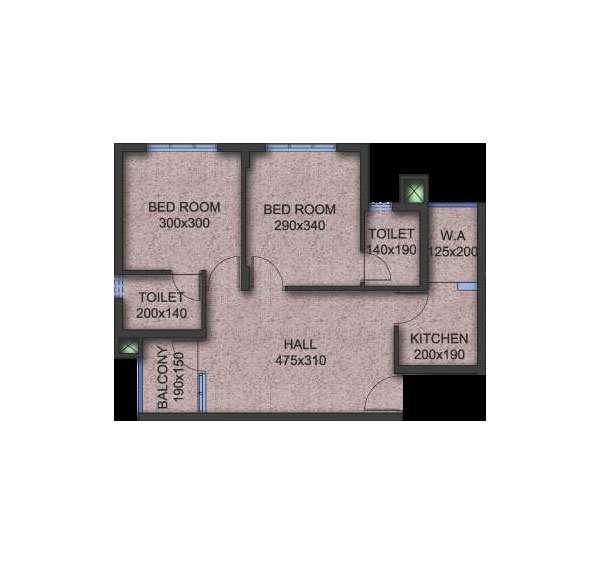 BED ROOM
300x300
BED ROOM
290x340
TOILET
140x190
W.A
125x200
TOILET
200x140
HALL
475x310
KITCHEN
200x190
BALCONY
190x150